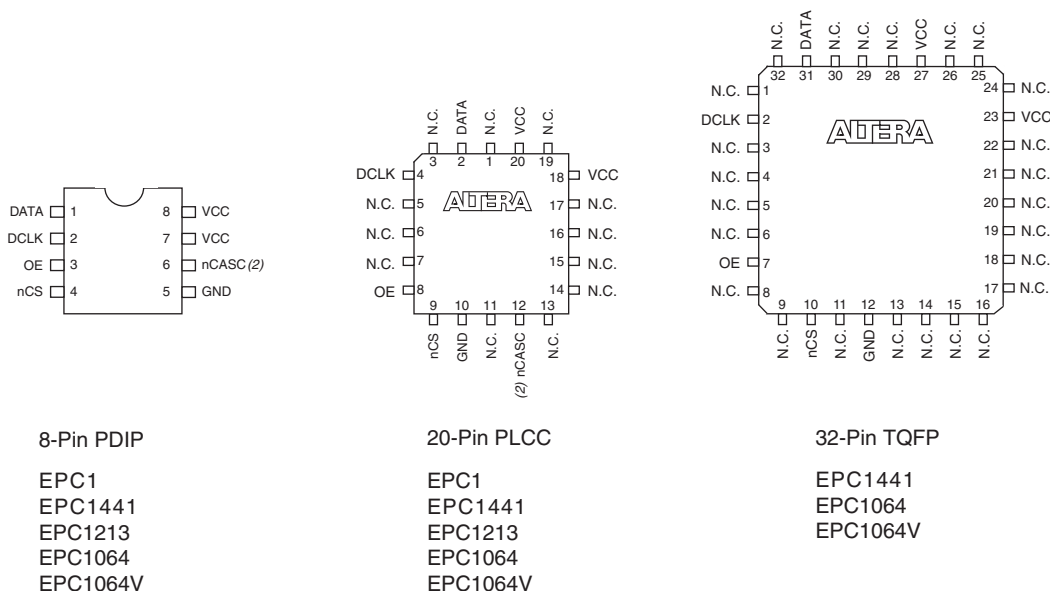 DATA 1 8 VCC
DCLK 2 7 VCC
OE 3 6 nCASC (2)
nCS 4 5 GND
8-Pin PDIP
EPC1
EPC1441
EPC1213
EPC1064
EPC1064V
N.C. DATA N.C. VCC N.C.
3 2 1 20 19
DCLK 4 18 VCC
N.C. 5 ALTERA 17 N.C.
N.C. 6 16 N.C.
N.C. 7 15 N.C.
OE 8 14 N.C.
9 10 11 12 13
nCS GND N.C. (2) nCASC N.C.
20-Pin PLCC
EPC1
EPC1441
EPC1213
EPC1064
EPC1064V
N.C. DATA N.C. N.C. N.C. VCC N.C. N.C.
32 31 30 29 28 27 26 25
N.C. 1 24 N.C.
DCLK 2 ALTERA 23 VCC
N.C. 3 22 N.C.
N.C. 4 21 N.C.
N.C. 5 20 N.C.
N.C. 6 19 N.C.
OE 7 18 N.C.
N.C. 8 17 N.C.
9 10 11 12 13 14 15 16
N.C. nCS N.C. GND N.C. N.C. N.C. N.C.
32-Pin TQFP
EPC1441
EPC1064
EPC1064V